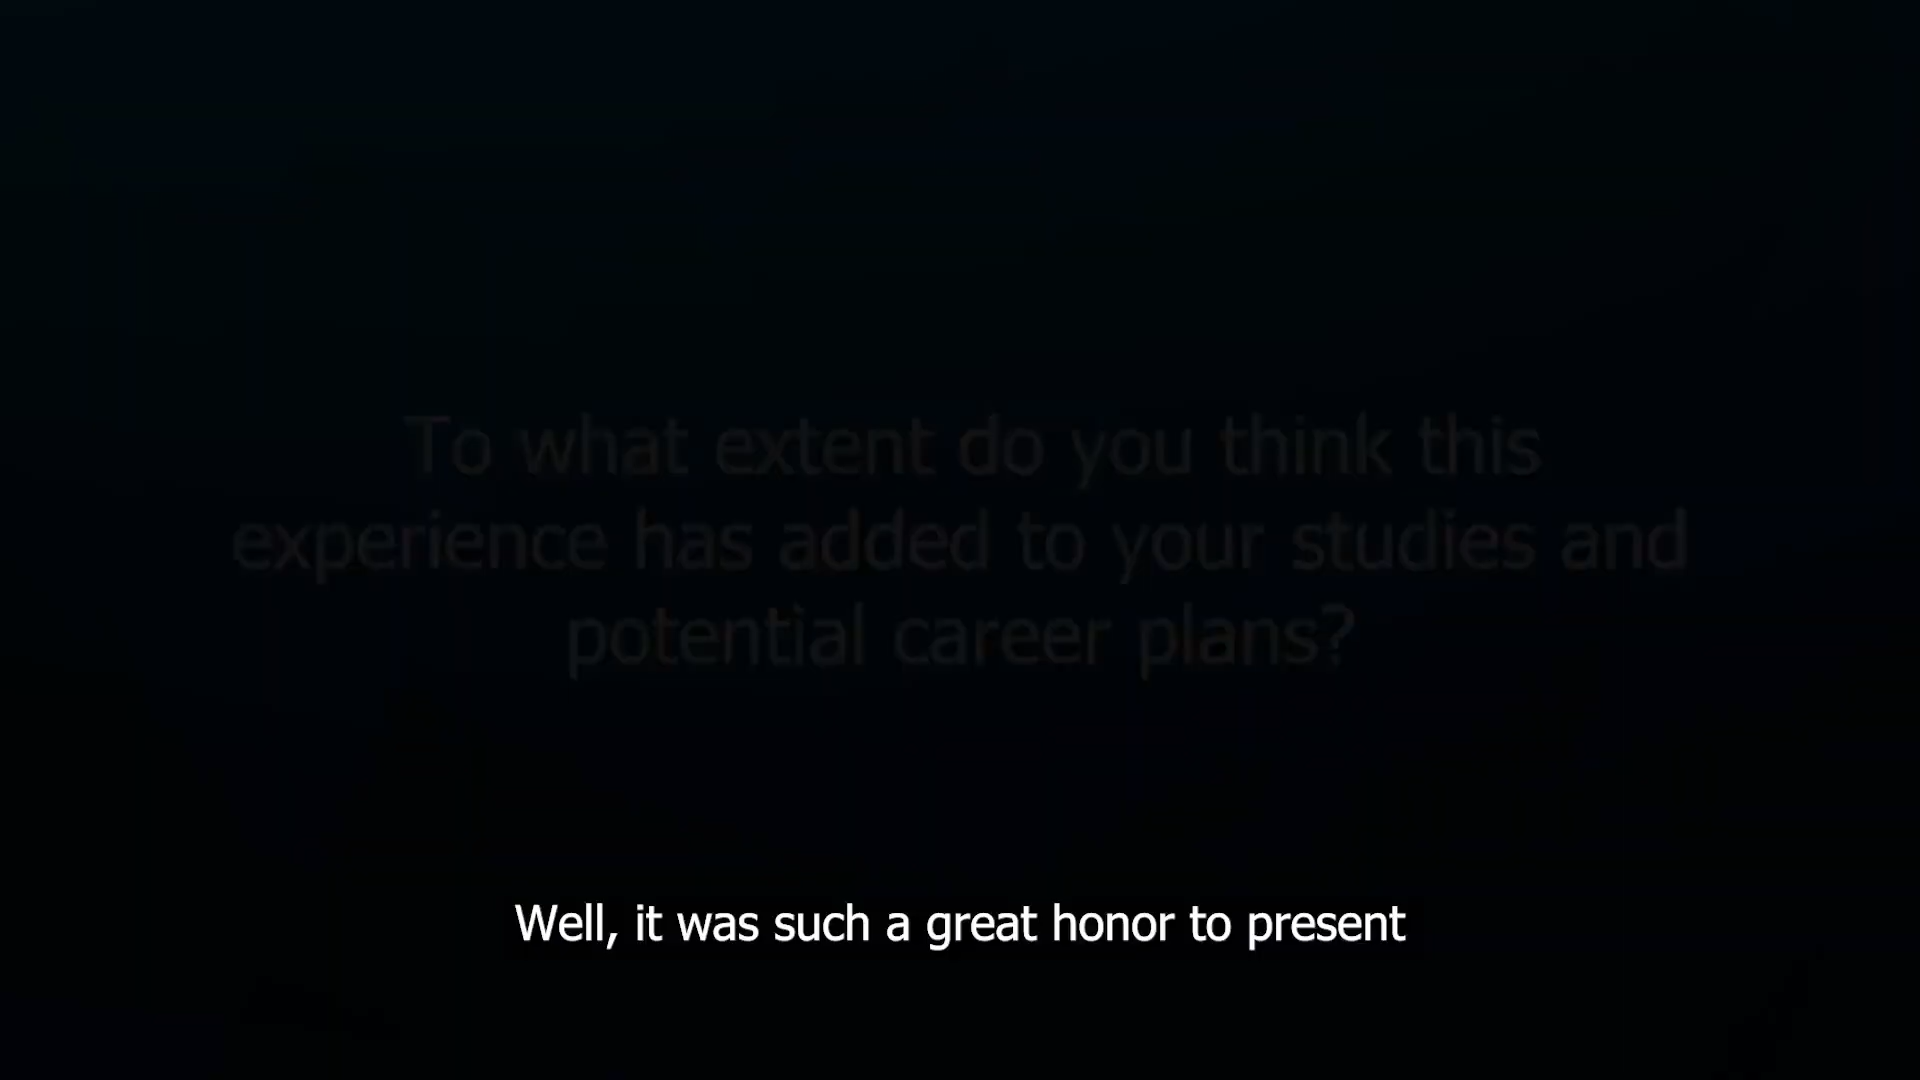 To what extent do you think this
experience has added to your studies and
potential career plans?
Well, it was such a great honor to present